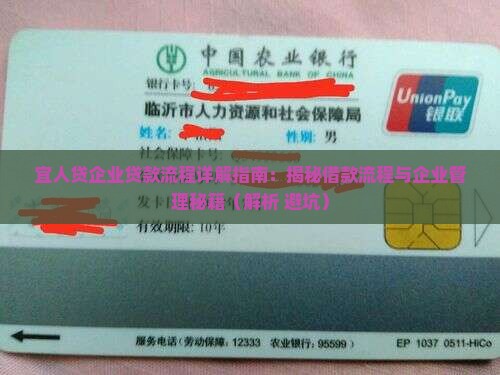 中国农业银行
AGRICULTURAL BANK OF CHINA
银行卡号:
UnionPay
银联
临沂市人力资源和社会保障局
姓名:
性别: 男
社会保障卡号:
宜人贷企业贷款流程详解指南：揭秘借款流程与企业管
理秘籍（解析 避坑）
发卡日期:
有效期限: 10年
服务电话(劳动保障: 12333 农业银行: 95599)
EP 1037 0511-HiCo